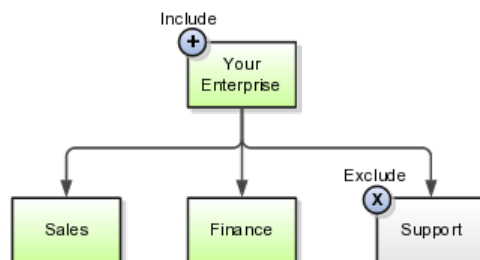 Include
+
Your
Enterprise
Exclude
X
Sales
Finance
Support